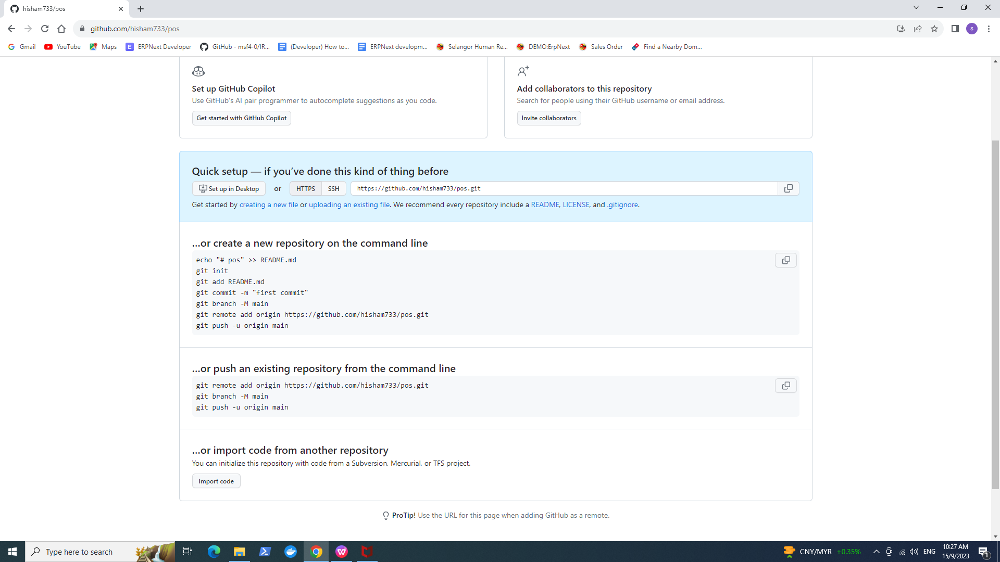 hisham733/pos
github.com/hisham733/pos
S
Gmail
YouTube
Maps
E ERPNext Developer
GitHub - msf4-0/IR...
(Developer) How to...
ERPNext developm...
Selangor Human Re...
DEMO:ErpNext
Sales Order
Find a Nearby Dom...
Set up GitHub Copilot
Use GitHub's AI pair programmer to autocomplete suggestions as you code.
Get started with GitHub Copilot
Add collaborators to this repository
Search for people using their GitHub username or email address.
Invite collaborators
Quick setup — if you’ve done this kind of thing before
Set up in Desktop or HTTPS SSH https://github.com/hisham733/pos.git
Get started by creating a new file or uploading an existing file. We recommend every repository include a README, LICENSE, and .gitignore.
…or create a new repository on the command line
echo "# pos" >> README.md
git init
git add README.md
git commit -m "first commit"
git branch -M main
git remote add origin https://github.com/hisham733/pos.git
git push -u origin main
…or push an existing repository from the command line
git remote add origin https://github.com/hisham733/pos.git
git branch -M main
git push -u origin main
…or import code from another repository
You can initialize this repository with code from a Subversion, Mercurial, or TFS project.
Import code
ProTip! Use the URL for this page when adding GitHub as a remote.
Type here to search
CNY/MYR +0.35%
ENG
10:27 AM
15/9/2023
1